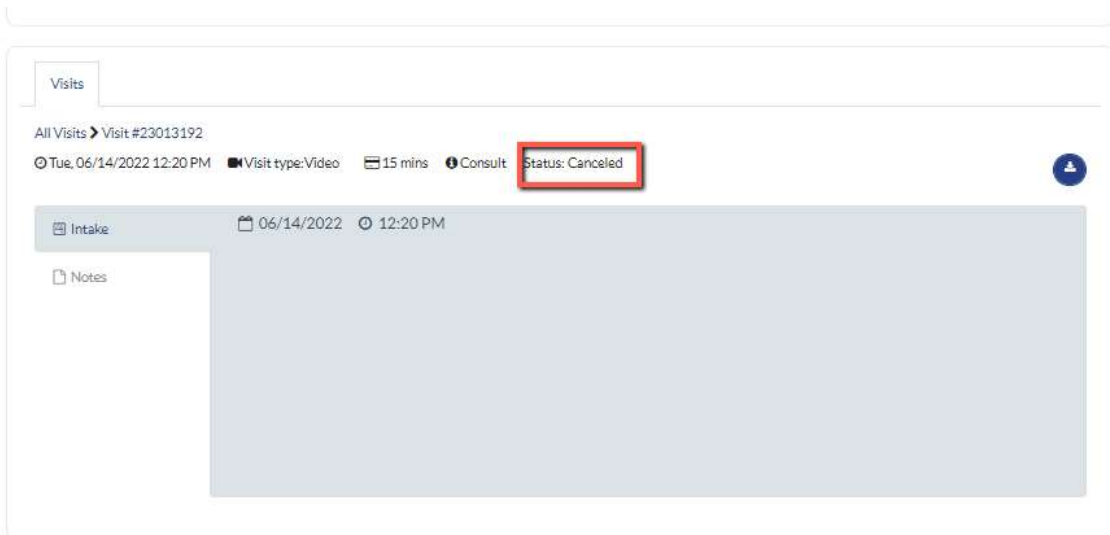 Visits
All Visits > Visit #23013192
Tue, 06/14/2022 12:20 PM Visit type:Video 15 mins Consult Status: Canceled
Intake
06/14/2022 12:20 PM
Notes